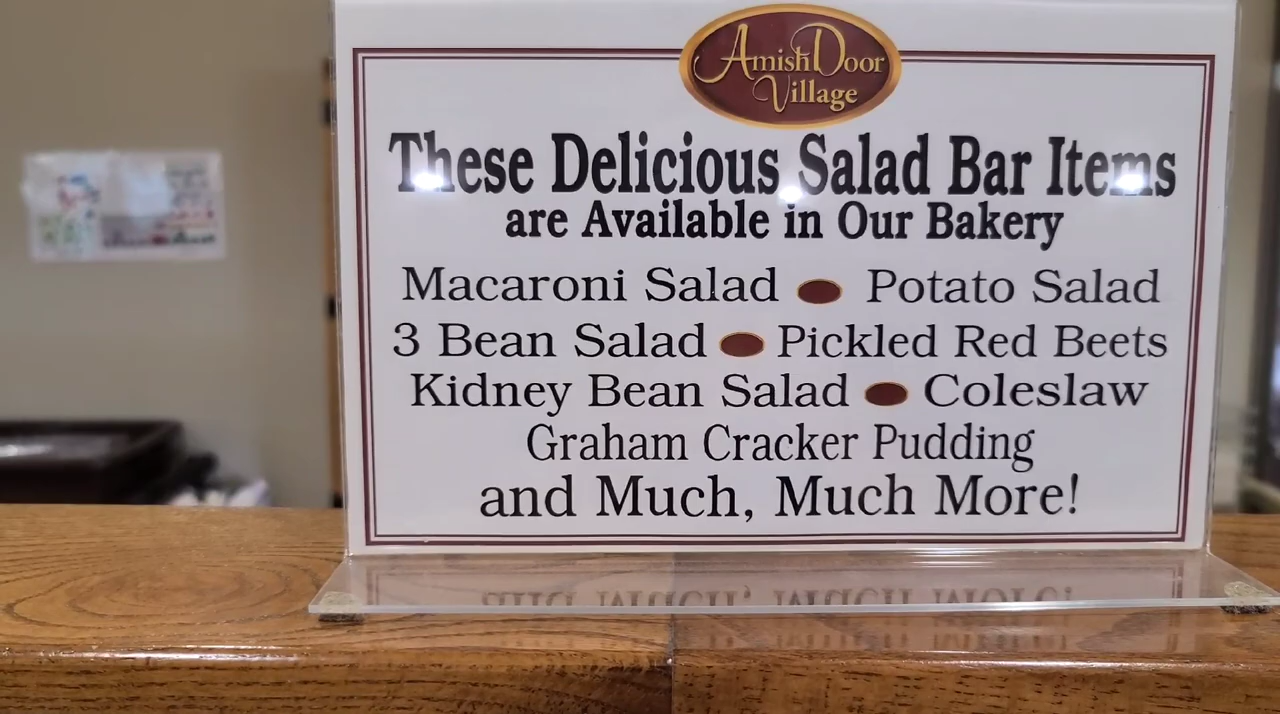 Amish Door
Village
These Delicious Salad Bar Items
are Available in Our Bakery
Macaroni Salad Potato Salad
3 Bean Salad Pickled Red Beets
Kidney Bean Salad Coleslaw
Graham Cracker Pudding
and Much, Much More!